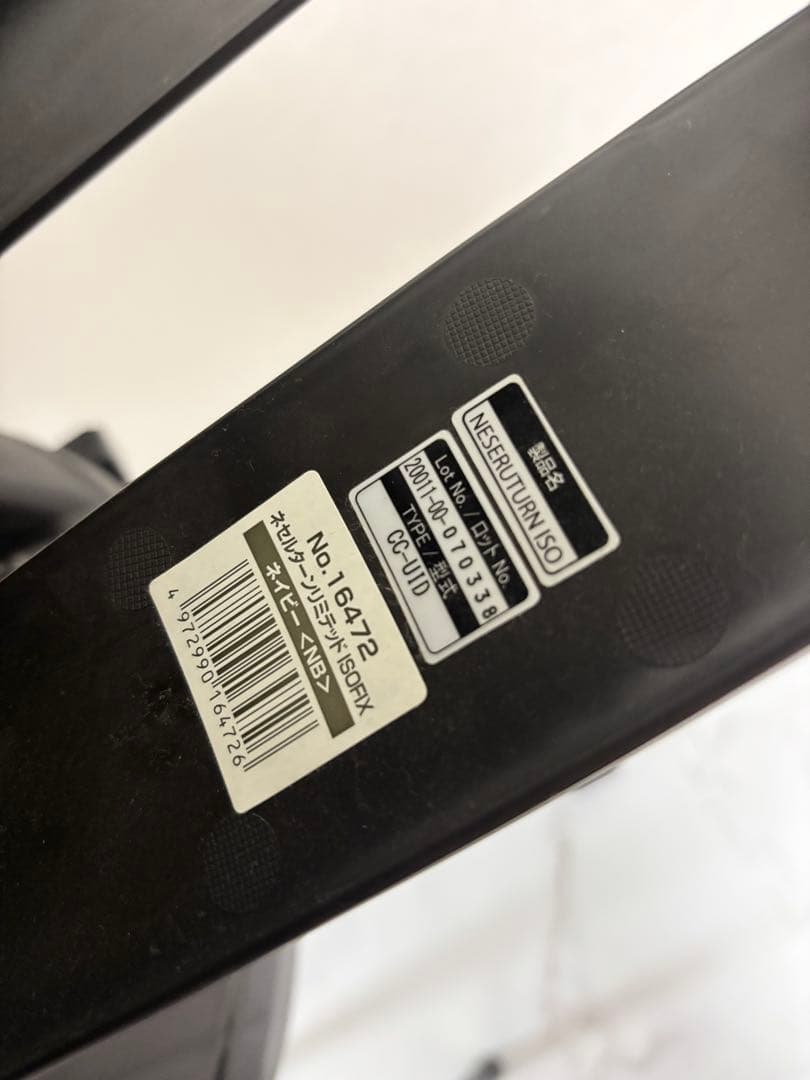 製品名
NESERUTURN ISO
Lot No. / ロット No.
20011-00-070338
TYPE / 型式
CC-U1D
No.16472
ネセルターンリミテッド ISOFIX
ネイビー <NB>
4 972990 164726